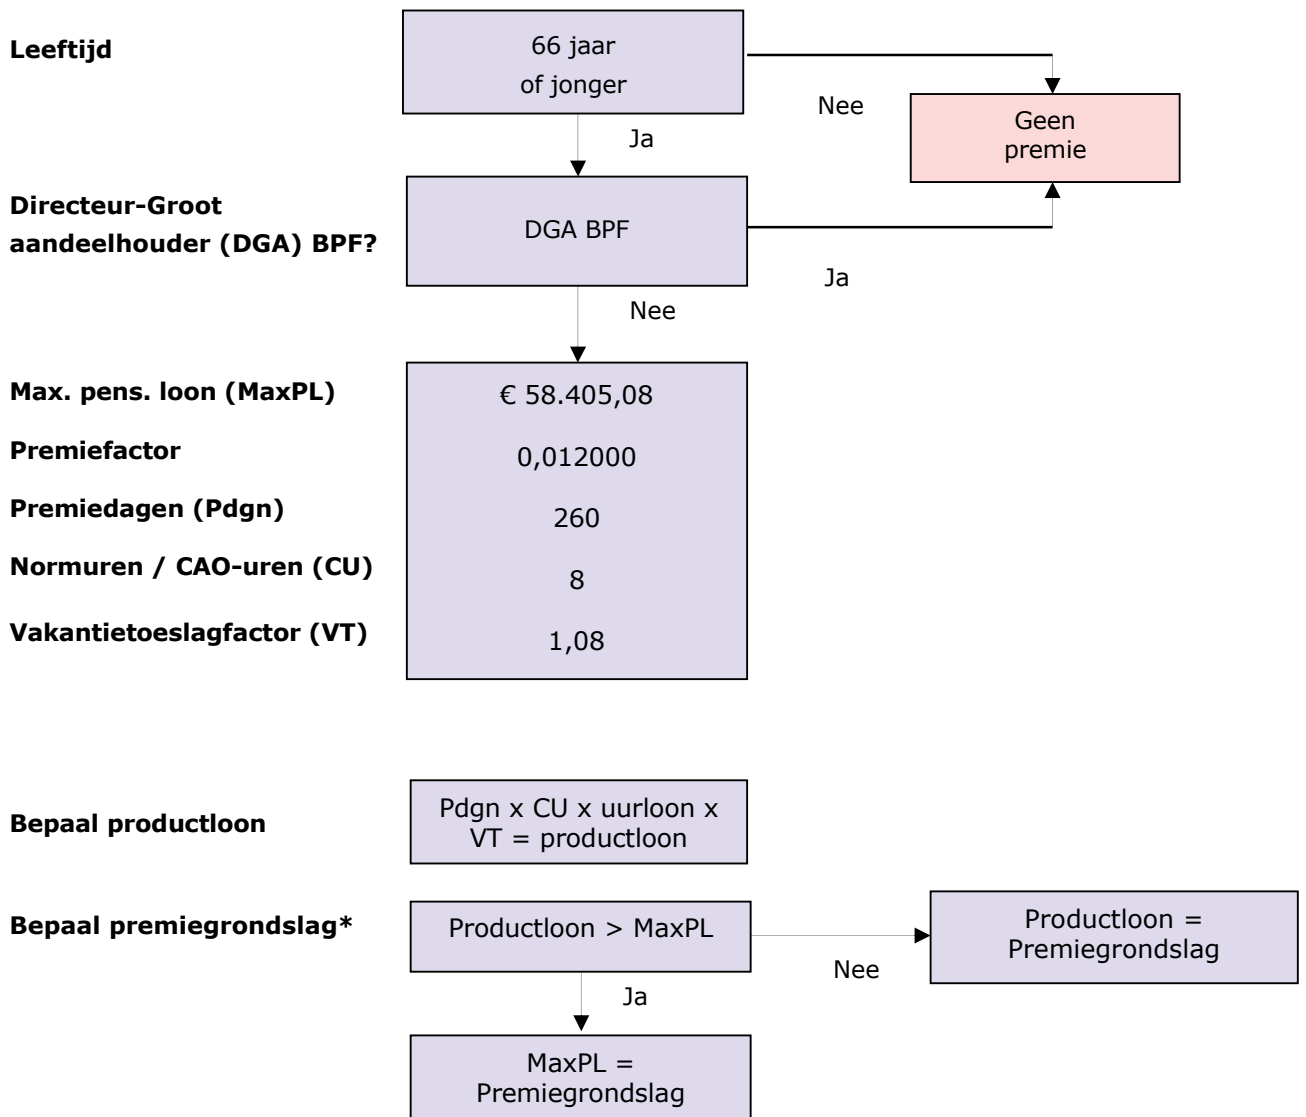 Leeftijd
66 jaar
of jonger
Nee
Geen
premie
Ja
Directeur-Groot
aandeelhouder (DGA) BPF?
DGA BPF
Ja
Nee
Max. pens. loon (MaxPL)
€ 58.405,08
Premiefactor
0,012000
Premiedagen (Pdgn)
260
Normuren / CAO-uren (CU)
8
Vakantietoeslagfactor (VT)
1,08
Bepaal productloon
Pdgn x CU x uurloon x
VT = productloon
Bepaal premiegrondslag*
Productloon > MaxPL
Nee
Productloon =
Premiegrondslag
Ja
MaxPL =
Premiegrondslag